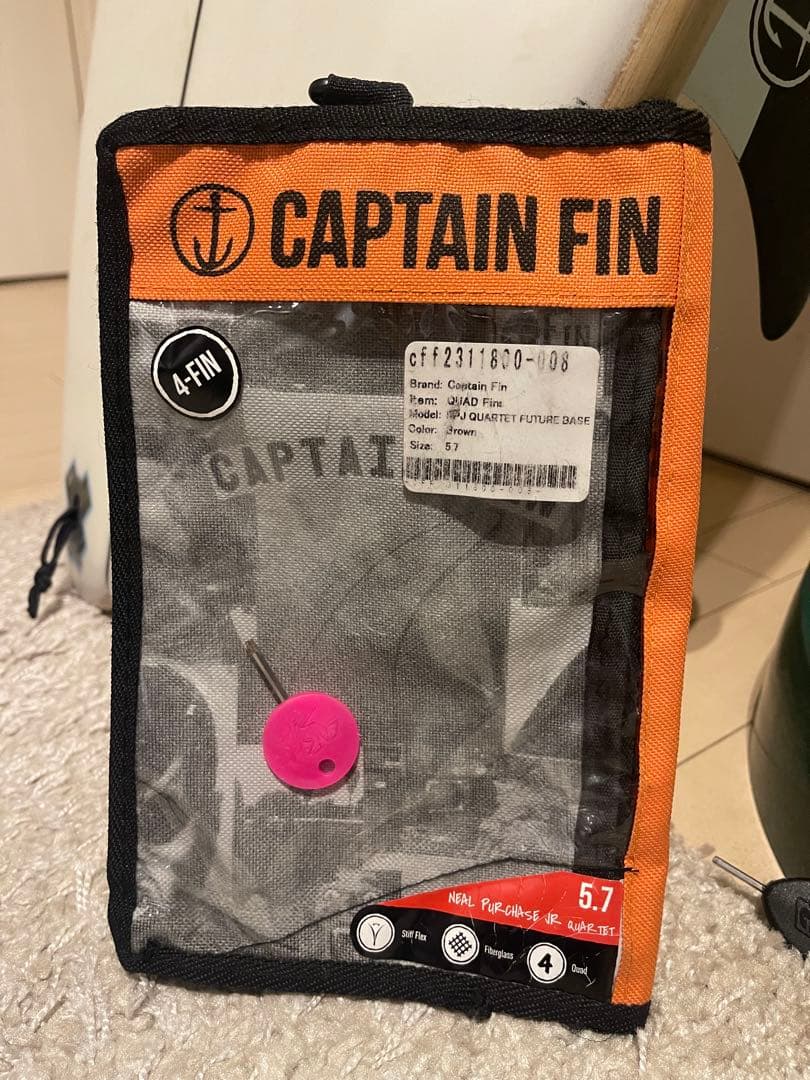 CAPTAIN FIN
4-FIN
cff2311800-008
Brand: Captain Fin
Item: QUAD Fins
Model: NPJ QUARTET FUTURE BASE
Color: Brown
Size: 5.7
CAPTAI
5.7
NEAL PURCHASE JR QUARTET
Stiff Flex
Fiberglass
4
Quad